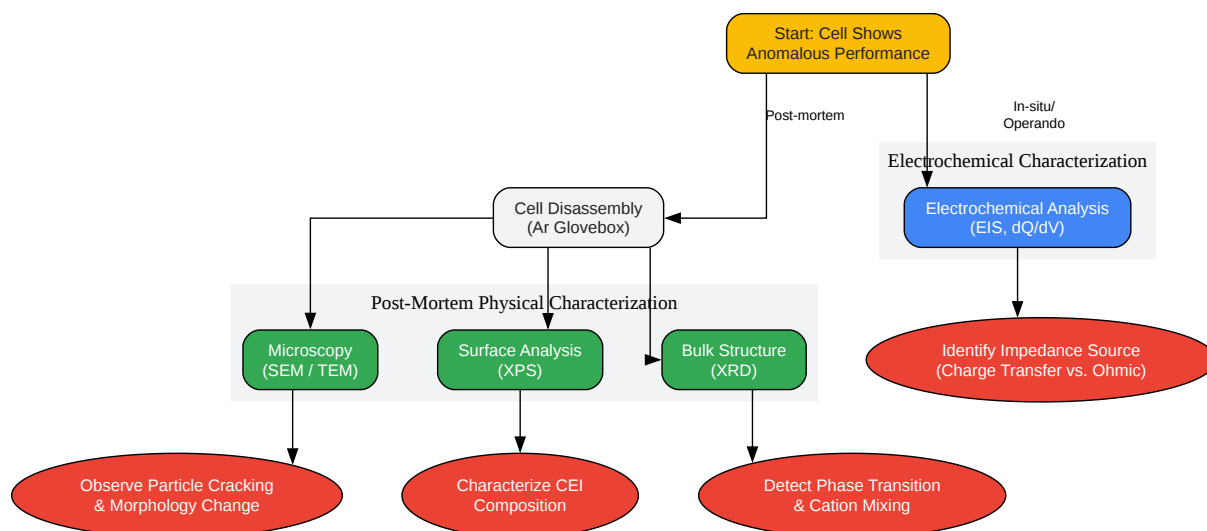 Start: Cell Shows
Anomalous Performance
Post-mortem
In-situ/
Operando
Electrochemical Characterization
Cell Disassembly
(Ar Glovebox)
Electrochemical Analysis
(EIS, dQ/dV)
Post-Mortem Physical Characterization
Microscopy
(SEM / TEM)
Surface Analysis
(XPS)
Bulk Structure
(XRD)
Identify Impedance Source
(Charge Transfer vs. Ohmic)
Observe Particle Cracking
& Morphology Change
Characterize CEI
Composition
Detect Phase Transition
& Cation Mixing